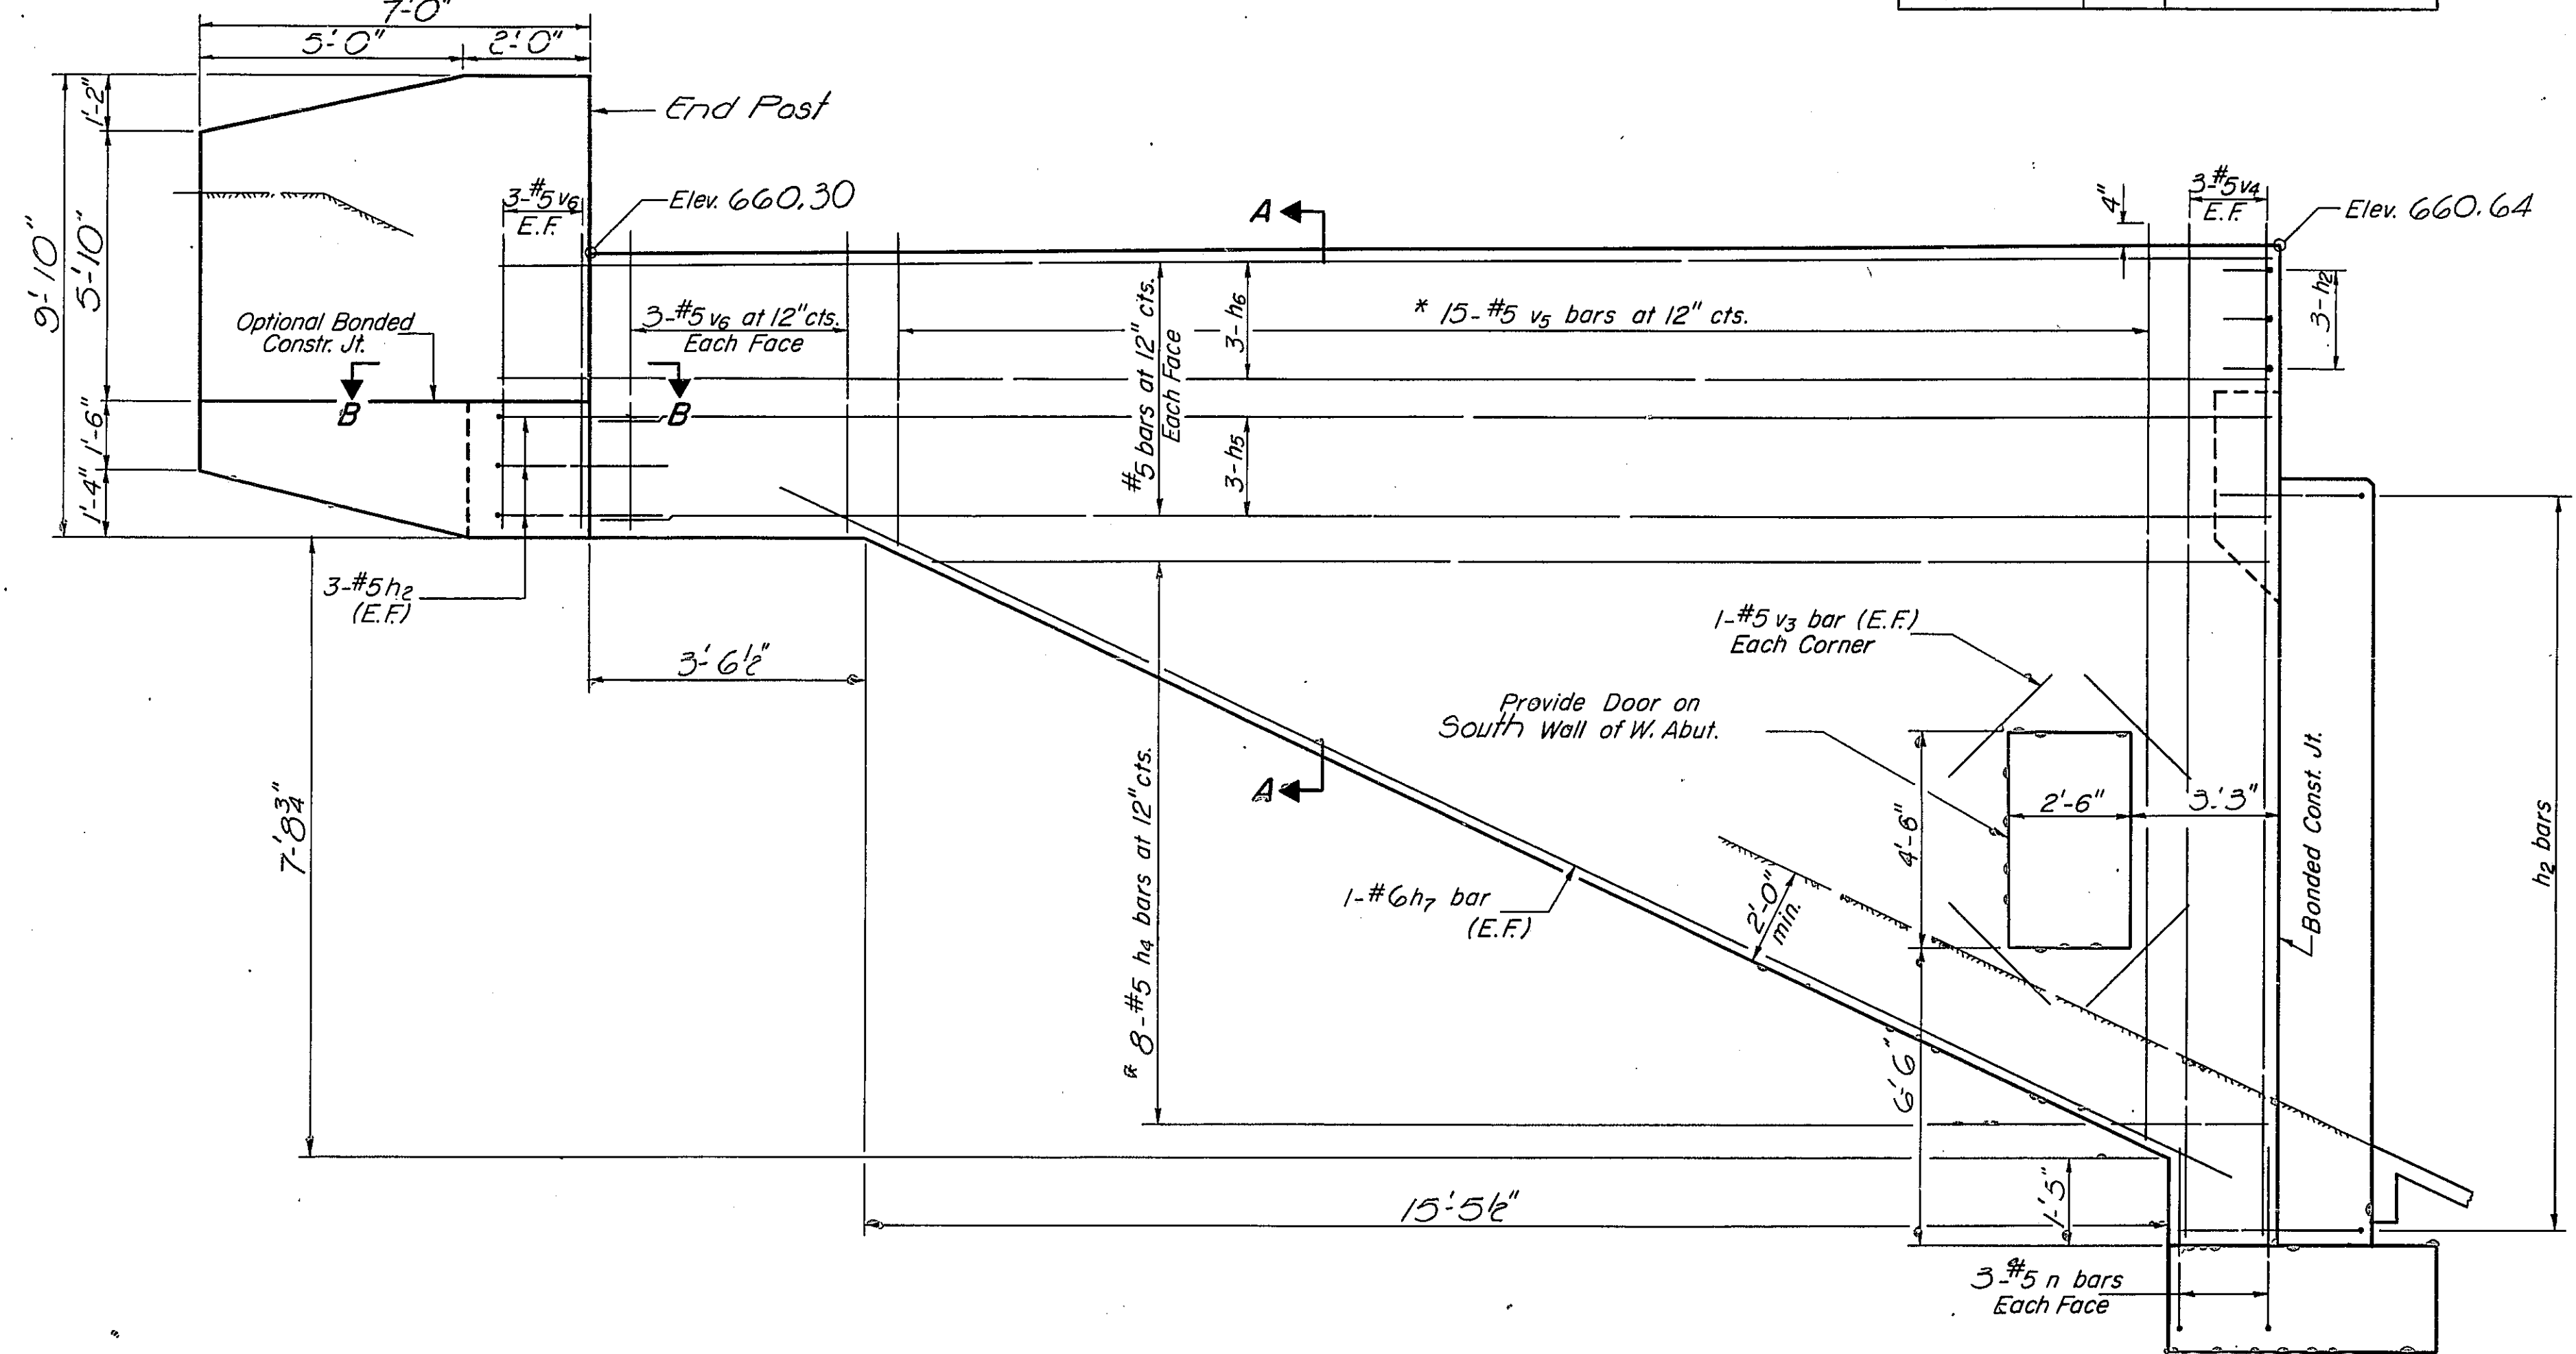 7'-0"
5'-0"
2'-0"
1'-2"
End Post
3-#5 v6
E.F.
Elev. 660.30
A
4"
3-#5 v4
E.F.
Elev. 660.64
9'-10"
5'-10"
Optional Bonded
Constr. Jt.
3-#5 v6 at 12" cts.
Each Face
#5 bars at 12" cts.
Each Face
3-h6
* 15-#5 v5 bars at 12" cts.
3-h2
B
B
1'-6"
3-h5
1'-4"
3-#5 h2
(E.F.)
3'-6½"
1-#5 v3 bar (E.F.)
Each Corner
Provide Door on
South Wall of W. Abut.
7'-8¾"
A
* 8-#5 h4 bars at 12" cts.
2'-6"
3'-3"
4'-6"
Bonded Const. Jt.
h2 bars
1-#6 h7 bar
(E.F.)
2'-0"
min.
6'-6"
1'-5"
15'-5½"
3-#5 n bars
Each Face